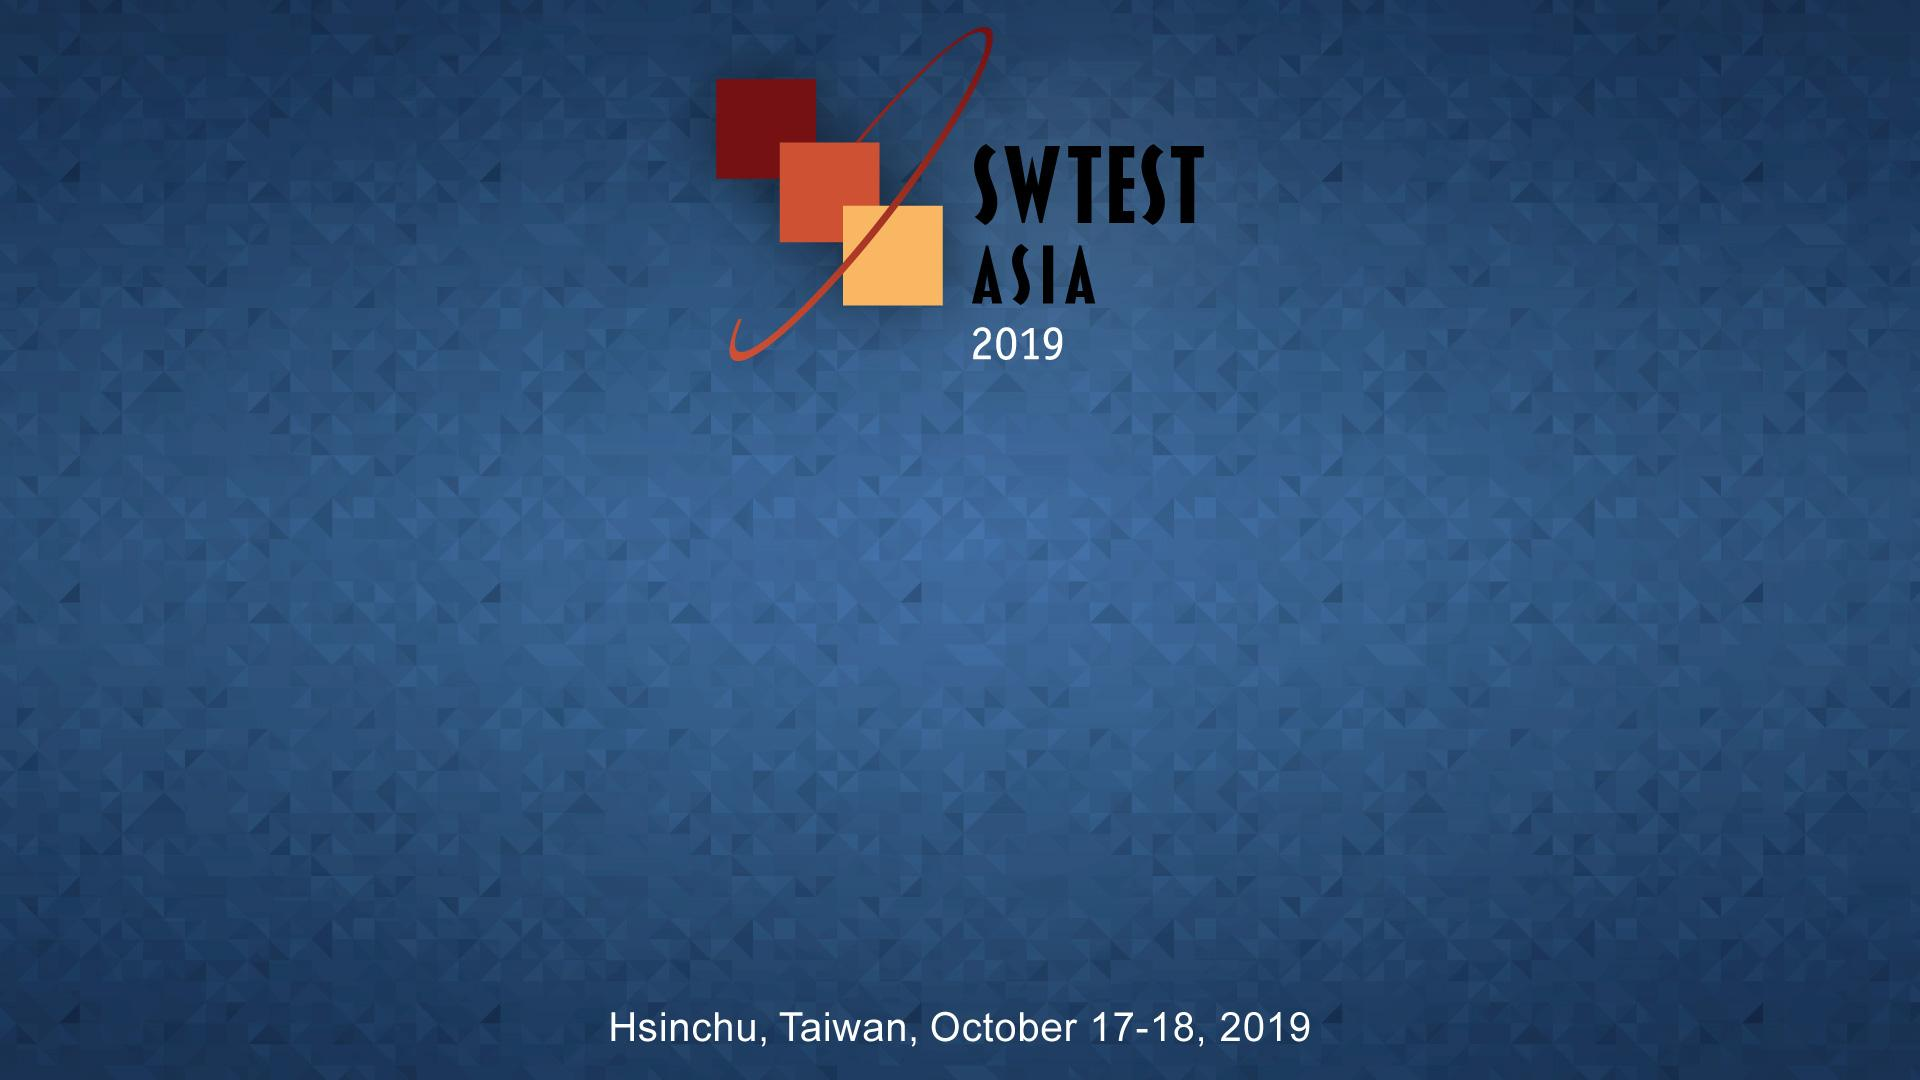 SWTEST
ASIA
2019
Hsinchu, Taiwan, October 17-18, 2019